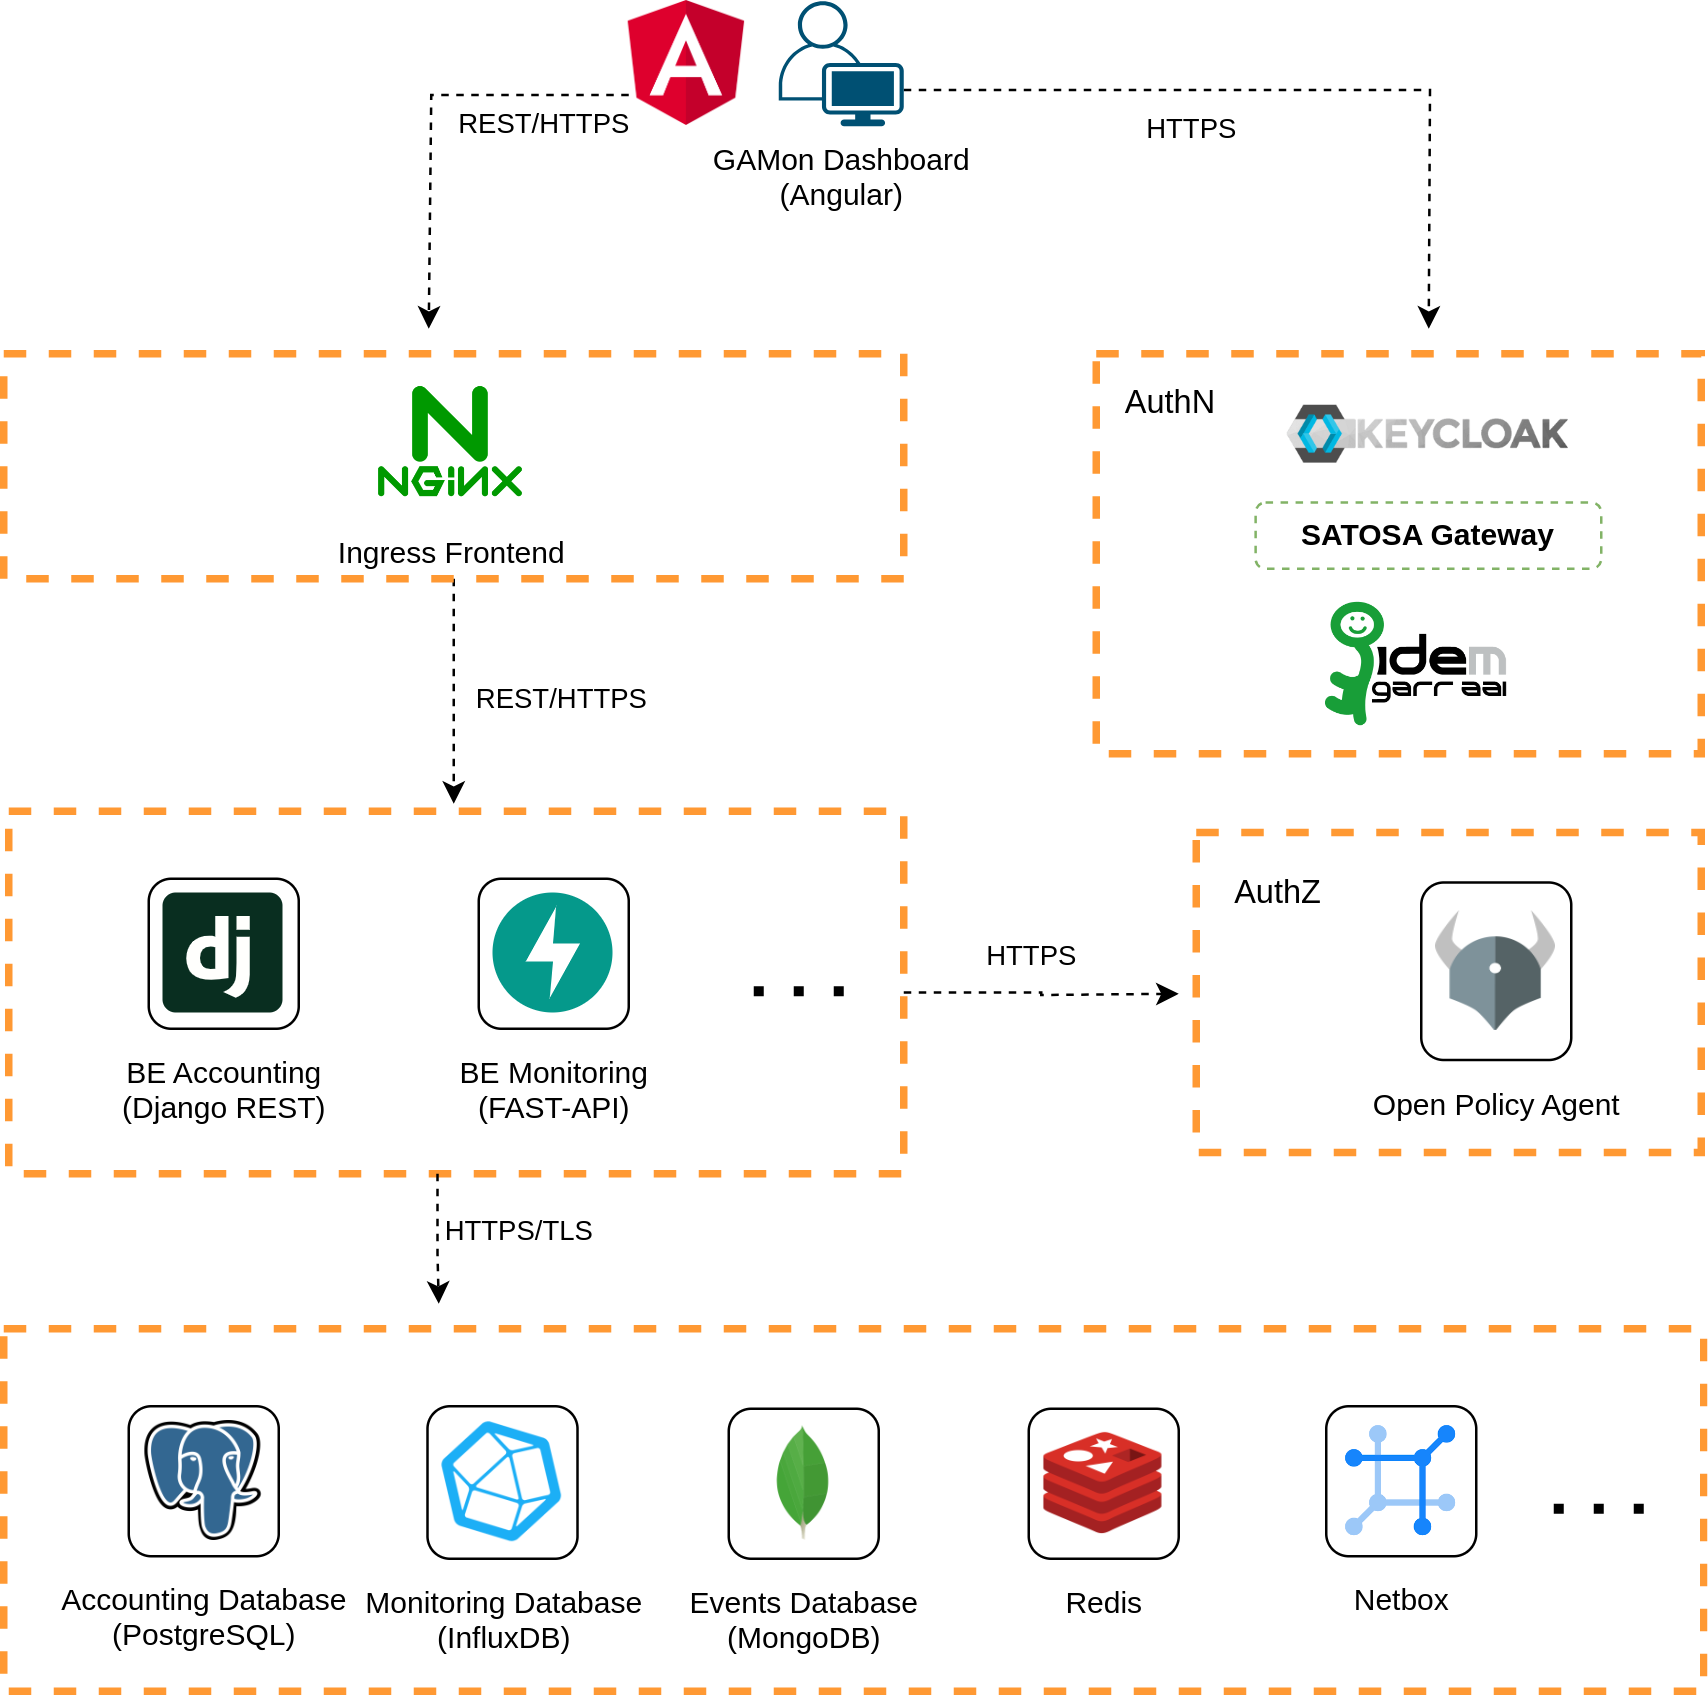 REST/HTTPS
HTTPS
GAMon Dashboard
(Angular)
NGINX
Ingress Frontend
AuthN
KEYCLOAK
SATOSA Gateway
idem
garr aai
REST/HTTPS
dj
BE Accounting
(Django REST)
BE Monitoring
(FAST-API)
. . .
HTTPS
AuthZ
Open Policy Agent
HTTPS/TLS
Accounting Database
(PostgreSQL)
Monitoring Database
(InfluxDB)
Events Database
(MongoDB)
Redis
Netbox
. . .